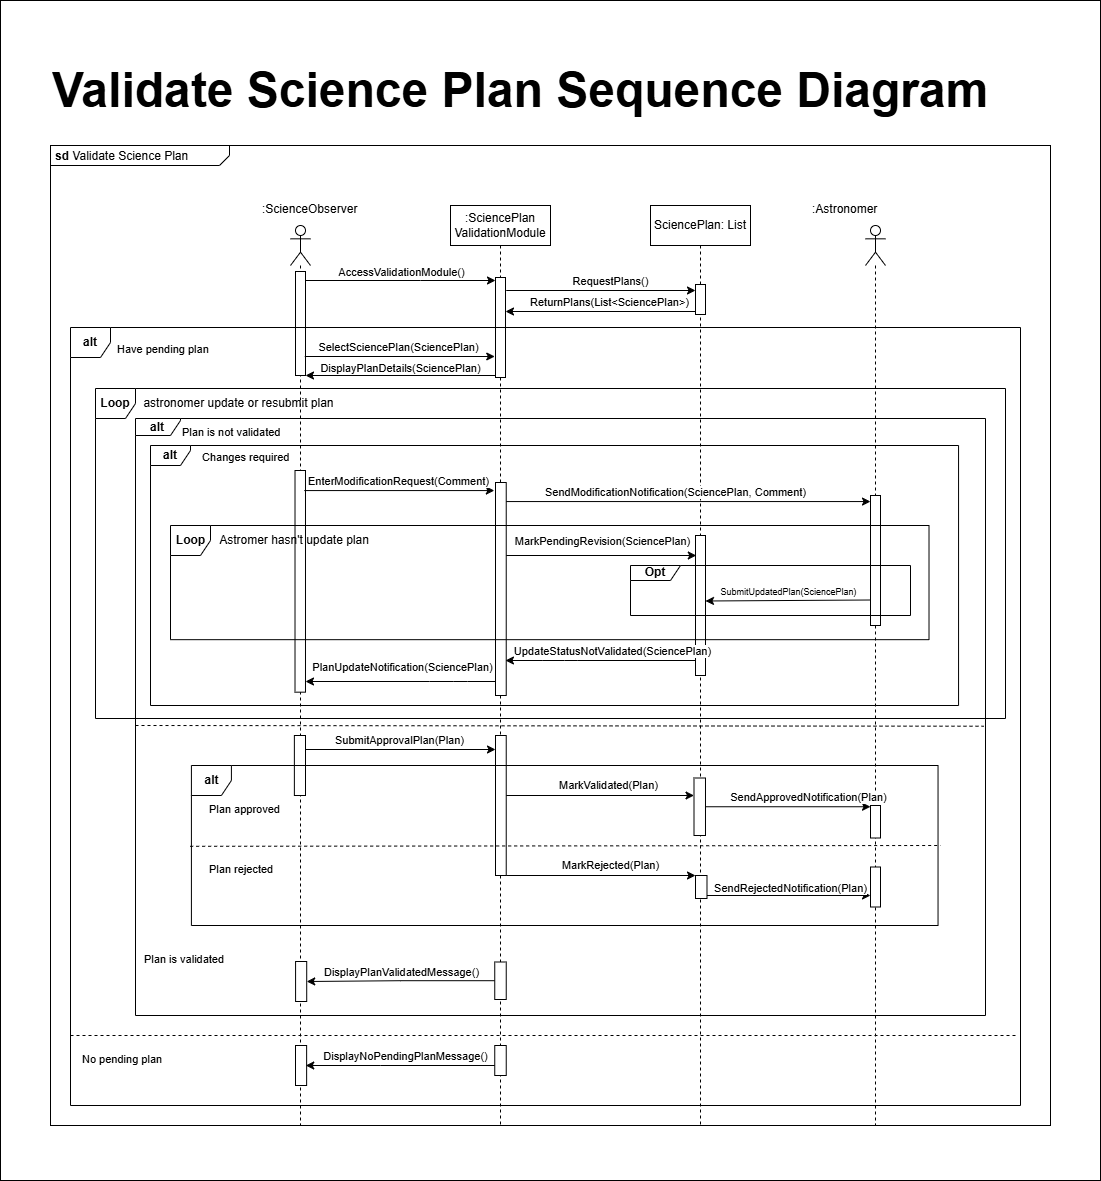 Validate Science Plan Sequence Diagram
sd Validate Science Plan
:ScienceObserver
:SciencePlan
ValidationModule
SciencePlan: List
:Astronomer
AccessValidationModule()
RequestPlans()
ReturnPlans(List<SciencePlan>)
alt
Have pending plan
SelectSciencePlan(SciencePlan)
DisplayPlanDetails(SciencePlan)
Loop
astronomer update or resubmit plan
alt
Plan is not validated
alt
Changes required
EnterModificationRequest(Comment)
SendModificationNotification(SciencePlan, Comment)
Loop
Astromer hasn't update plan
MarkPendingRevision(SciencePlan)
Opt
SubmitUpdatedPlan(SciencePlan)
UpdateStatusNotValidated(SciencePlan)
PlanUpdateNotification(SciencePlan)
SubmitApprovalPlan(Plan)
alt
MarkValidated(Plan)
SendApprovedNotification(Plan)
Plan approved
MarkRejected(Plan)
Plan rejected
SendRejectedNotification(Plan)
Plan is validated
DisplayPlanValidatedMessage()
No pending plan
DisplayNoPendingPlanMessage()